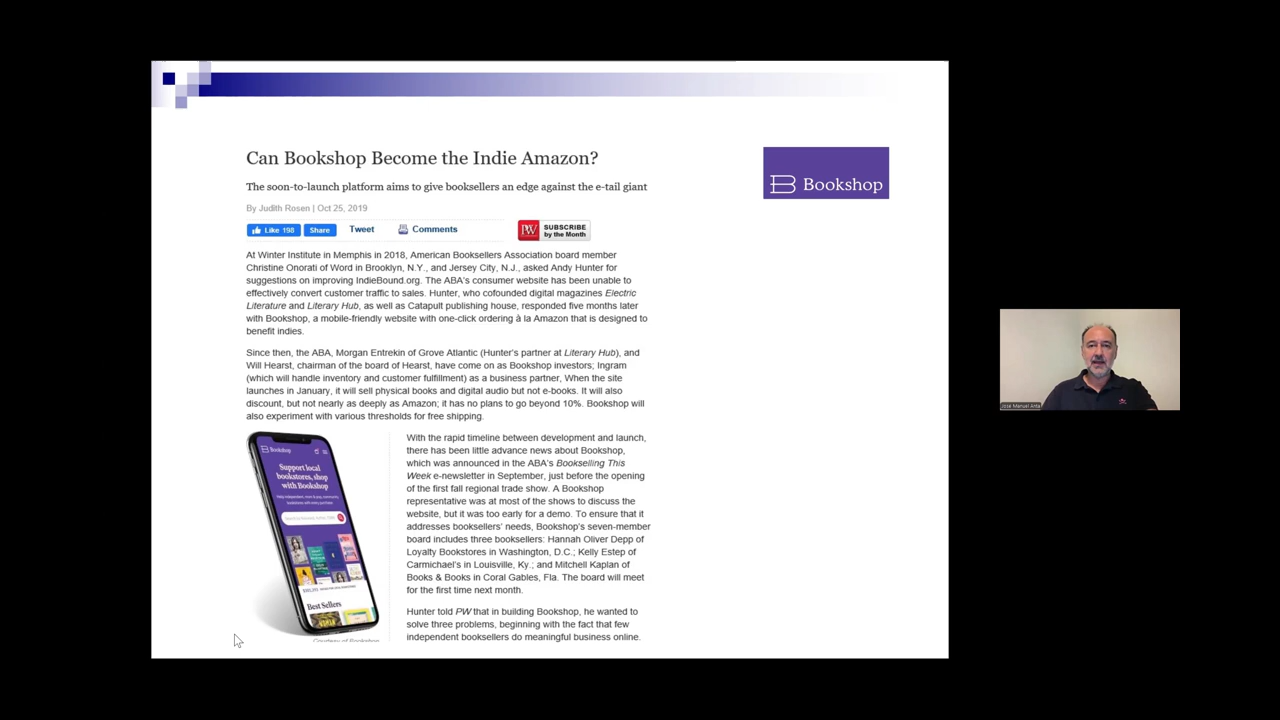 Can Bookshop Become the Indie Amazon?
Bookshop
The soon-to-launch platform aims to give booksellers an edge against the e-tail giant
By Judith Rosen | Oct 25, 2019
Like 198 Share Tweet Comments PW SUBSCRIBE
by the Month
At Winter Institute in Memphis in 2018, American Booksellers Association board member
Christine Onorati of Word in Brooklyn, N.Y., and Jersey City, N.J., asked Andy Hunter for
suggestions on improving IndieBound.org. The ABA's consumer website has been unable to
effectively convert customer traffic to sales. Hunter, who cofounded digital magazines Electric
Literature and Literary Hub, as well as Catapult publishing house, responded five months later
with Bookshop, a mobile-friendly website with one-click ordering à la Amazon that is designed to
benefit indies.
Since then, the ABA, Morgan Entrekin of Grove Atlantic (Hunter's partner at Literary Hub), and
Will Hearst, chairman of the board of Hearst, have come on as Bookshop investors; Ingram
(which will handle inventory and customer fulfillment) as a business partner, When the site
launches in January, it will sell physical books and digital audio but not e-books. It will also
discount, but not nearly as deeply as Amazon; it has no plans to go beyond 10%. Bookshop will
also experiment with various thresholds for free shipping.
Bookshop
Support local
bookstores, shop
with Bookshop
Best Sellers
Courtesy of Bookshop
With the rapid timeline between development and launch,
there has been little advance news about Bookshop,
which was announced in the ABA's Bookselling This
Week e-newsletter in September, just before the opening
of the first fall regional trade show. A Bookshop
representative was at most of the shows to discuss the
website, but it was too early for a demo. To ensure that it
addresses booksellers' needs, Bookshop's seven-member
board includes three booksellers: Hannah Oliver Depp of
Loyalty Bookstores in Washington, D.C.; Kelly Estep of
Carmichael's in Louisville, Ky.; and Mitchell Kaplan of
Books & Books in Coral Gables, Fla. The board will meet
for the first time next month.
Hunter told PW that in building Bookshop, he wanted to
solve three problems, beginning with the fact that few
independent booksellers do meaningful business online.
José Manuel Anta